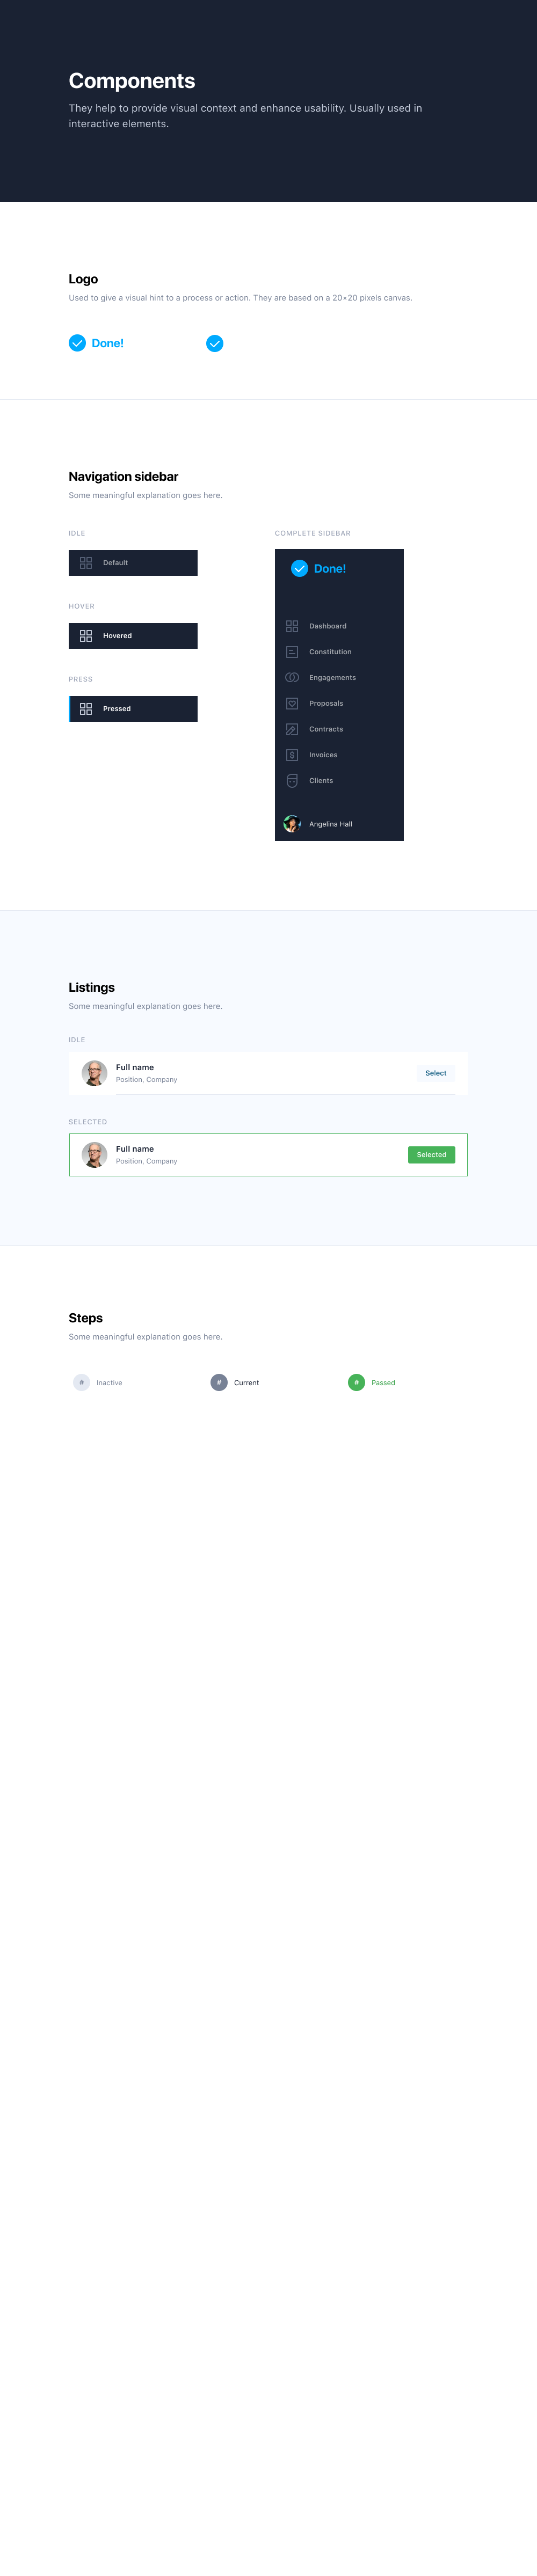 Components
They help to provide visual context and enhance usability. Usually used in
interactive elements.
Logo
Used to give a visual hint to a process or action. They are based on a 20×20 pixels canvas.
Done!
Navigation sidebar
Some meaningful explanation goes here.
IDLE
Default
HOVER
Hovered
PRESS
Pressed
COMPLETE SIDEBAR
Done!
Dashboard
Constitution
Engagements
Proposals
Contracts
Invoices
Clients
Angelina Hall
Listings
Some meaningful explanation goes here.
IDLE
Full name
Position, Company
Select
SELECTED
Full name
Position, Company
Selected
Steps
Some meaningful explanation goes here.
# Inactive
# Current
# Passed